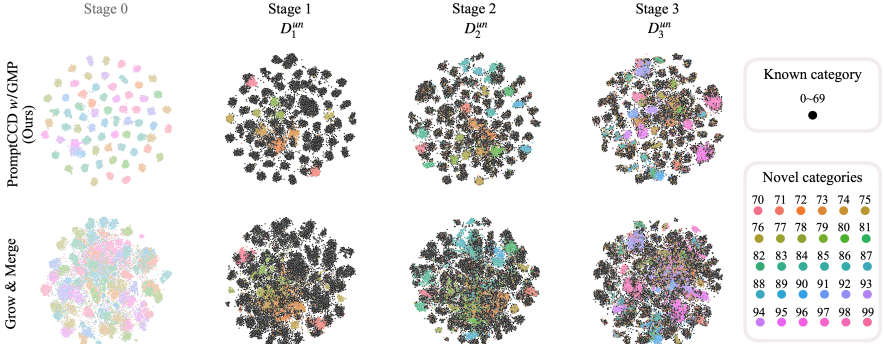 Stage 0
Stage 1
Stage 2
Stage 3
D₁ᵘⁿ
D₂ᵘⁿ
D₃ᵘⁿ
PromptCCD w/GMP
(Ours)
Grow & Merge
Known category
0~69
Novel categories
70 71 72 73 74 75
76 77 78 79 80 81
82 83 84 85 86 87
88 89 90 91 92 93
94 95 96 97 98 99